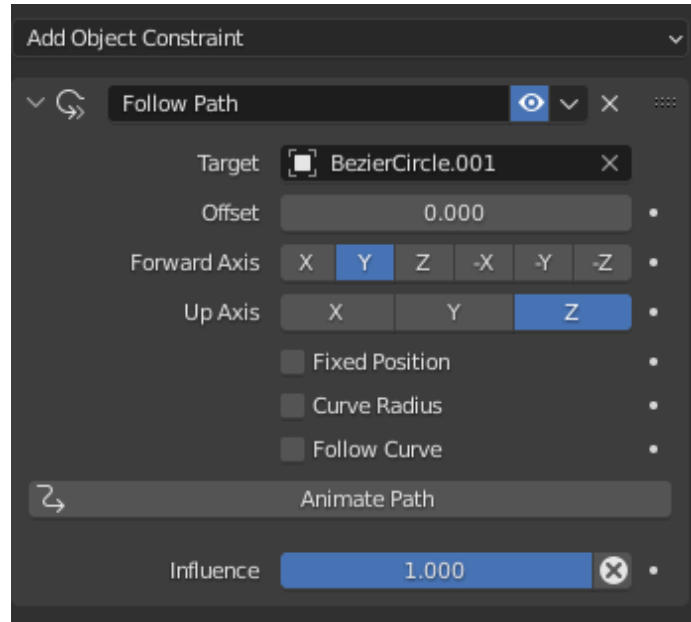 Add Object Constraint
Follow Path
Target BezierCircle.001
Offset 0.000
Forward Axis X Y Z -X -Y -Z
Up Axis X Y Z
Fixed Position
Curve Radius
Follow Curve
Animate Path
Influence 1.000